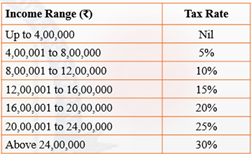 Income Range (₹) Tax Rate
Up to 4,00,000 Nil
4,00,001 to 8,00,000 5%
8,00,001 to 12,00,000 10%
12,00,001 to 16,00,000 15%
16,00,001 to 20,00,000 20%
20,00,001 to 24,00,000 25%
Above 24,00,000 30%